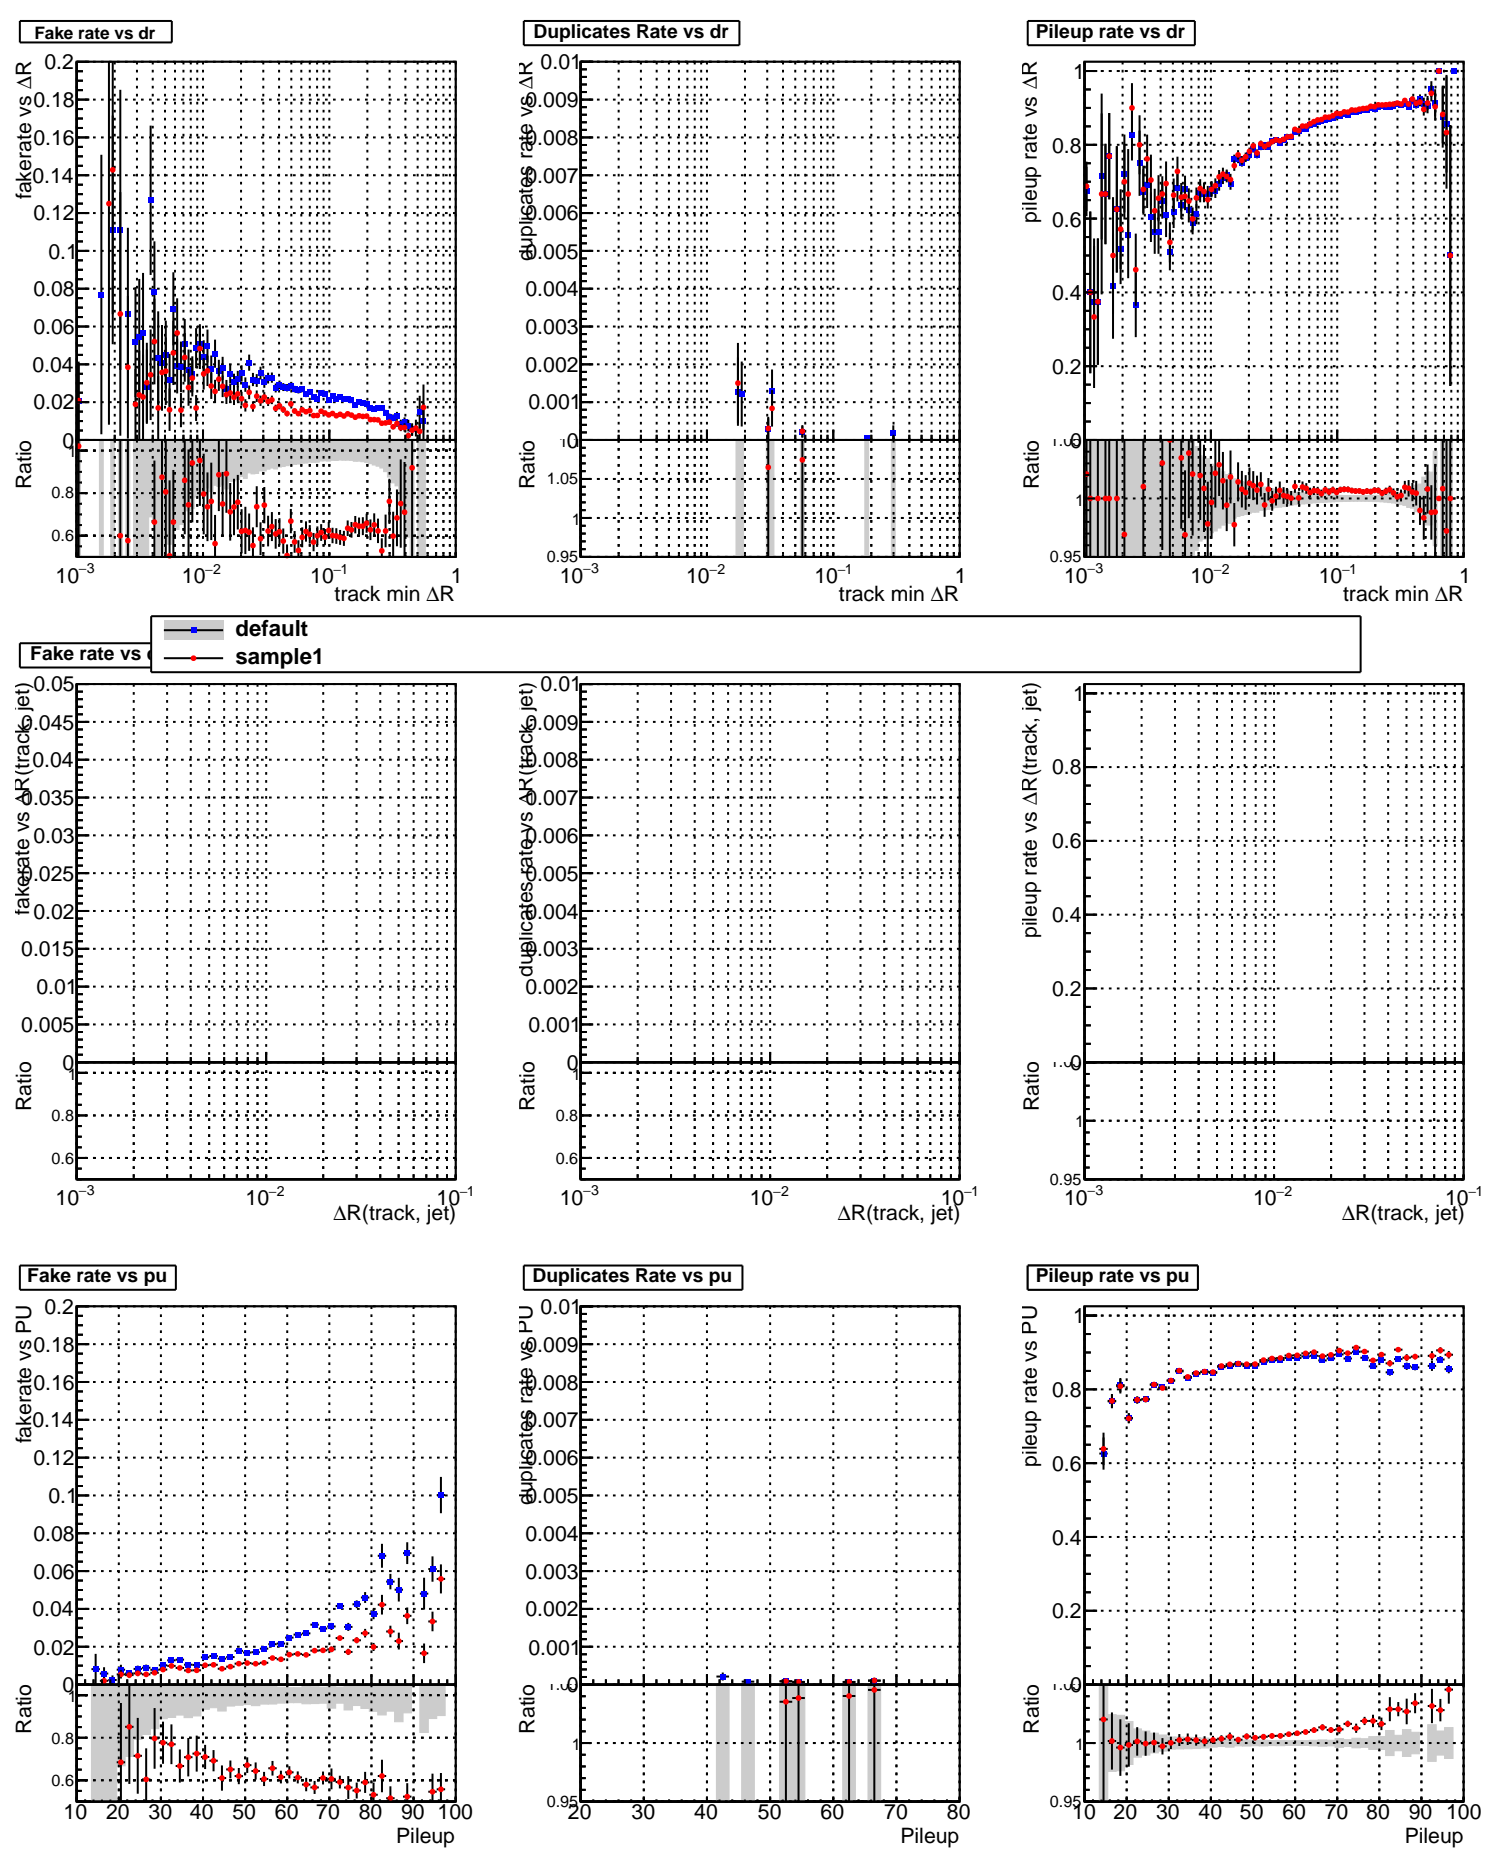 Fake rate vs dr
fakerate vs ΔR
0.2
0.18
0.16
0.14
0.12
0.1
0.08
0.06
0.04
0.02
0
Ratio
1
0.8
0.6
10⁻³ 10⁻² 10⁻¹ 1
track min ΔR
Duplicates Rate vs dr
duplicates rate vs ΔR
0.01
0.009
0.008
0.007
0.006
0.005
0.004
0.003
0.002
0.001
0
Ratio
1.05
1
0.95
10⁻³ 10⁻² 10⁻¹ 1
track min ΔR
Pileup rate vs dr
pileup rate vs ΔR
1
0.8
0.6
0.4
0.2
0
Ratio
1
0.95
10⁻³ 10⁻² 10⁻¹ 1
track min ΔR
default
sample1
Fake rate vs
fakerate vs ΔR(track, jet)
0.05
0.045
0.04
0.035
0.03
0.025
0.02
0.015
0.01
0.005
0
Ratio
1
0.8
0.6
10⁻³ 10⁻² 10⁻¹
ΔR(track, jet)
duplicates rate vs ΔR(track, jet)
0.01
0.009
0.008
0.007
0.006
0.005
0.004
0.003
0.002
0.001
0
Ratio
1
0.8
0.6
10⁻³ 10⁻² 10⁻¹
ΔR(track, jet)
pileup rate vs ΔR(track, jet)
1
0.8
0.6
0.4
0.2
0
Ratio
1
0.95
10⁻³ 10⁻² 10⁻¹
ΔR(track, jet)
Fake rate vs pu
fakerate vs PU
0.2
0.18
0.16
0.14
0.12
0.1
0.08
0.06
0.04
0.02
0
Ratio
1
0.8
0.6
10 20 30 40 50 60 70 80 90 100
Pileup
Duplicates Rate vs pu
duplicates rate vs PU
0.01
0.009
0.008
0.007
0.006
0.005
0.004
0.003
0.002
0.001
0
Ratio
1
0.95
20 30 40 50 60 70 80
Pileup
Pileup rate vs pu
pileup rate vs PU
1
0.8
0.6
0.4
0.2
0
Ratio
1
0.95
10 20 30 40 50 60 70 80 90 100
Pileup